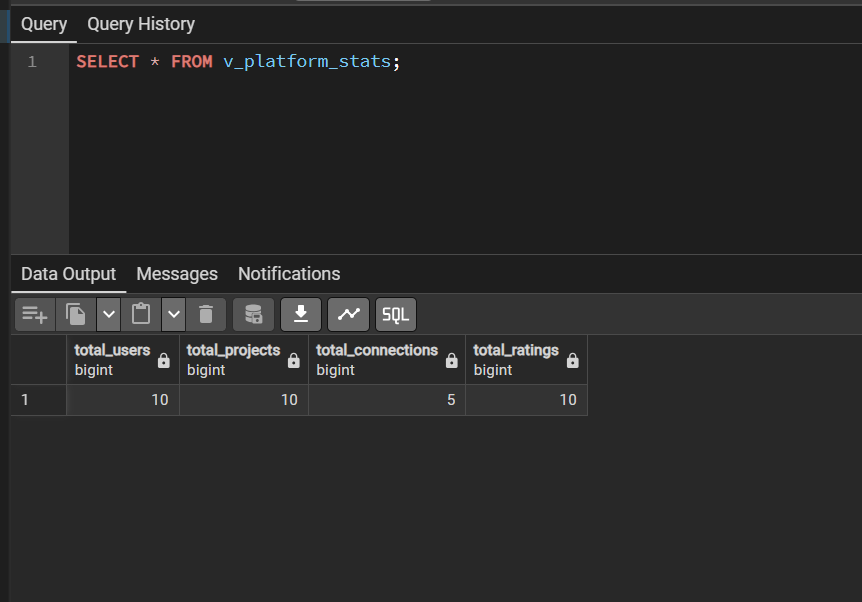 Query Query History
1 SELECT * FROM v_platform_stats;
Data Output Messages Notifications
SQL
total_users total_projects total_connections total_ratings
bigint bigint bigint bigint
1 10 10 5 10